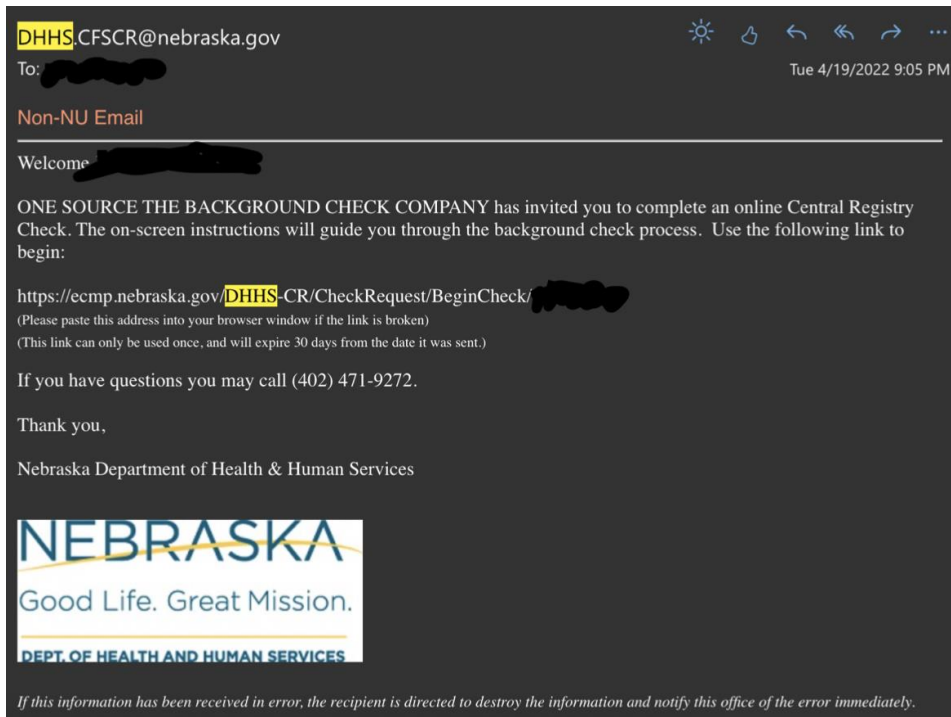 DHHS.CFSCR@nebraska.gov
To:
Tue 4/19/2022 9:05 PM
Non-NU Email
Welcome
ONE SOURCE THE BACKGROUND CHECK COMPANY has invited you to complete an online Central Registry
Check. The on-screen instructions will guide you through the background check process.  Use the following link to
begin:
https://ecmp.nebraska.gov/DHHS-CR/CheckRequest/BeginCheck/
(Please paste this address into your browser window if the link is broken)
(This link can only be used once, and will expire 30 days from the date it was sent.)
If you have questions you may call (402) 471-9272.
Thank you,
Nebraska Department of Health & Human Services
NEBRASKA
Good Life. Great Mission.
DEPT. OF HEALTH AND HUMAN SERVICES
If this information has been received in error, the recipient is directed to destroy the information and notify this office of the error immediately.